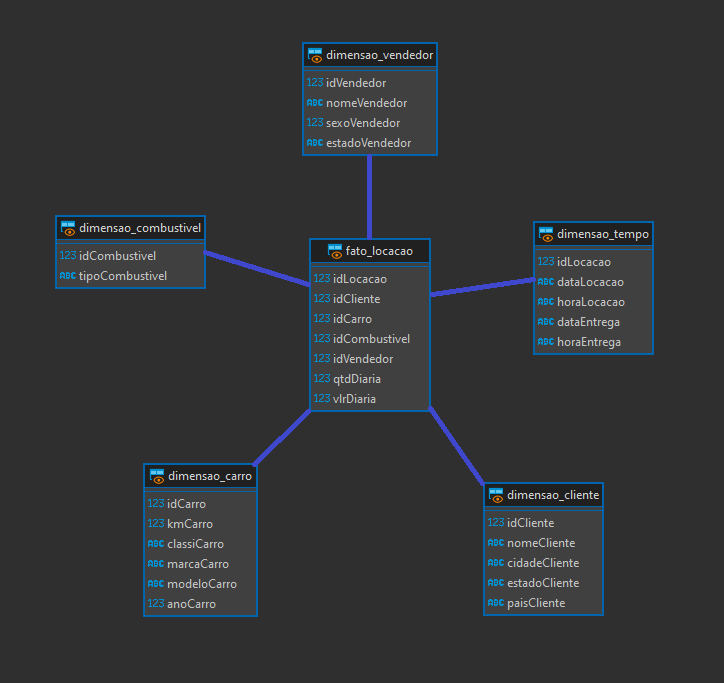 dimensao_vendedor
123 idVendedor
ABC nomeVendedor
123 sexoVendedor
ABC estadoVendedor
dimensao_combustivel
123 idCombustivel
ABC tipoCombustivel
fato_locacao
123 idLocacao
123 idCliente
123 idCarro
123 idCombustivel
123 idVendedor
123 qtdDiaria
123 vlrDiaria
dimensao_tempo
123 idLocacao
ABC dataLocacao
ABC horaLocacao
ABC dataEntrega
ABC horaEntrega
dimensao_carro
123 idCarro
123 kmCarro
ABC classiCarro
ABC marcaCarro
ABC modeloCarro
123 anoCarro
dimensao_cliente
123 idCliente
ABC nomeCliente
ABC cidadeCliente
ABC estadoCliente
ABC paisCliente